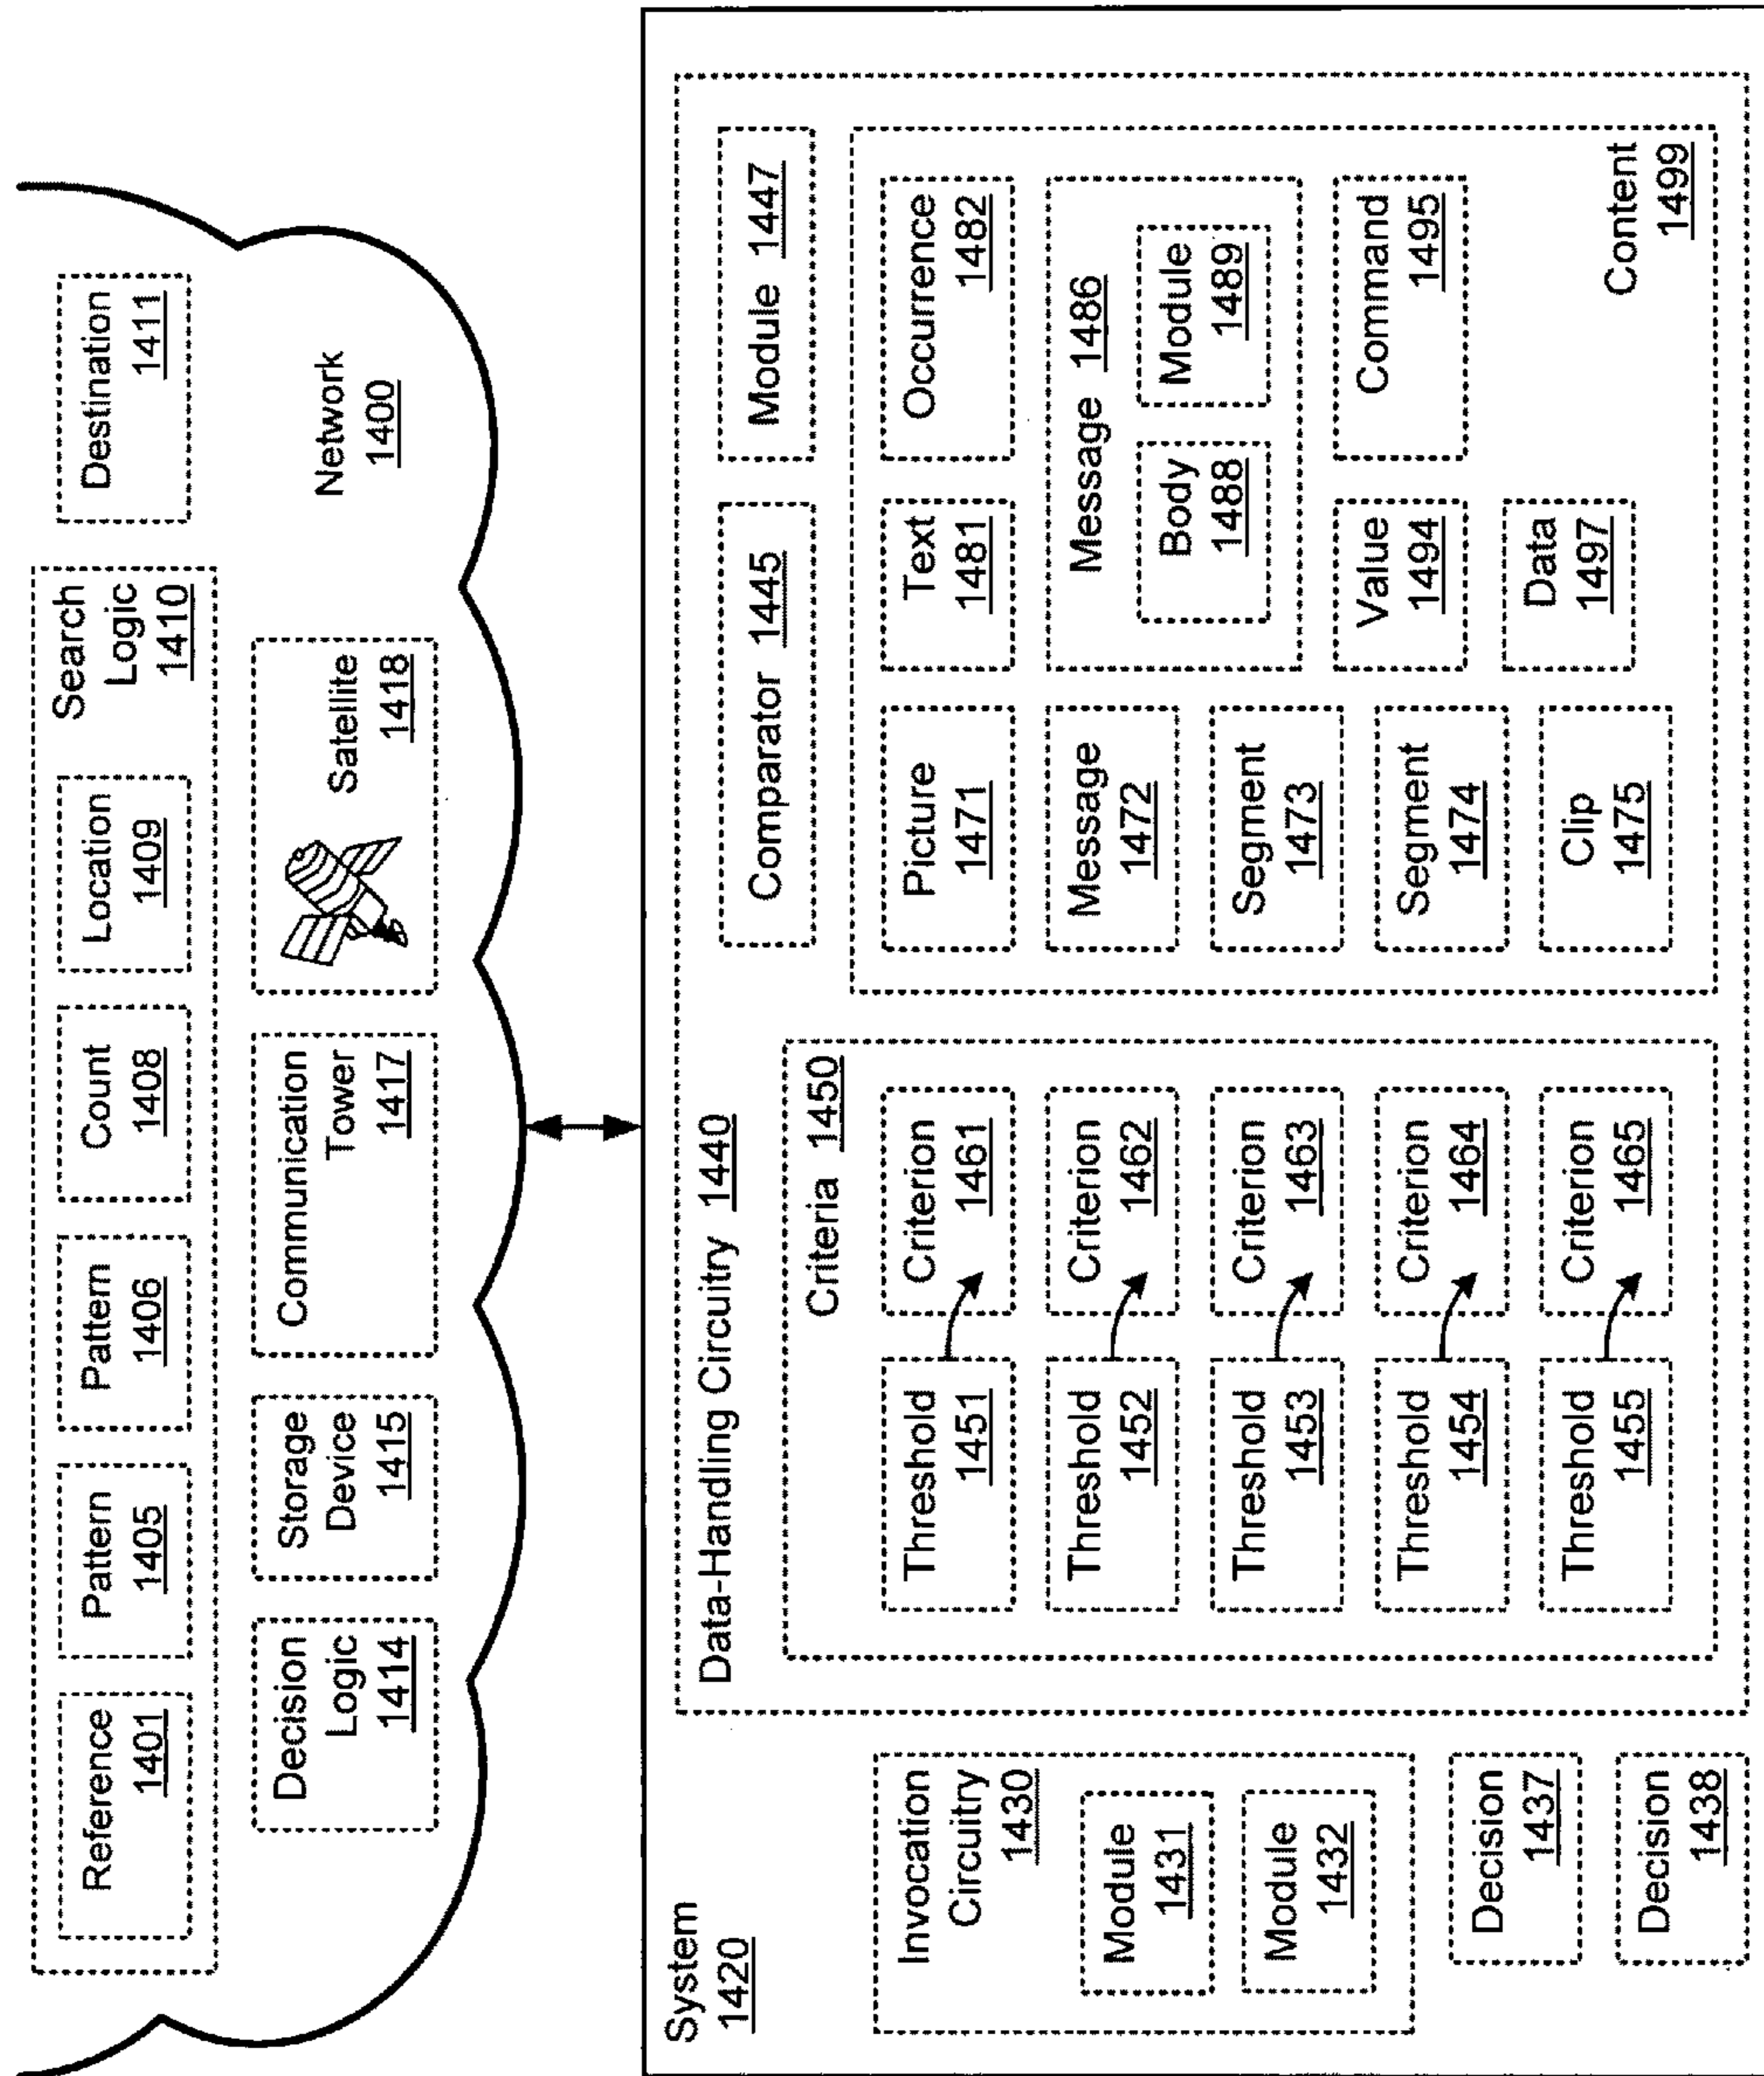 Reference
1401
Pattern
1405
Pattern
1406
Count
1408
Location
1409
Search
Logic
1410
Destination
1411
Decision
Logic
1414
Storage
Device
1415
Communication
Tower
1417
Satellite
1418
Network
1400
System
1420
Invocation
Circuitry
1430
Module
1431
Module
1432
Decision
1437
Decision
1438
Data-Handling Circuitry 1440
Criteria 1450
Threshold
1451
Criterion
1461
Threshold
1452
Criterion
1462
Threshold
1453
Criterion
1463
Threshold
1454
Criterion
1464
Threshold
1455
Criterion
1465
Comparator 1445
Module 1447
Picture
1471
Text
1481
Occurrence
1482
Message
1472
Message 1486
Body
1488
Module
1489
Segment
1473
Segment
1474
Value
1494
Command
1495
Clip
1475
Data
1497
Content
1499